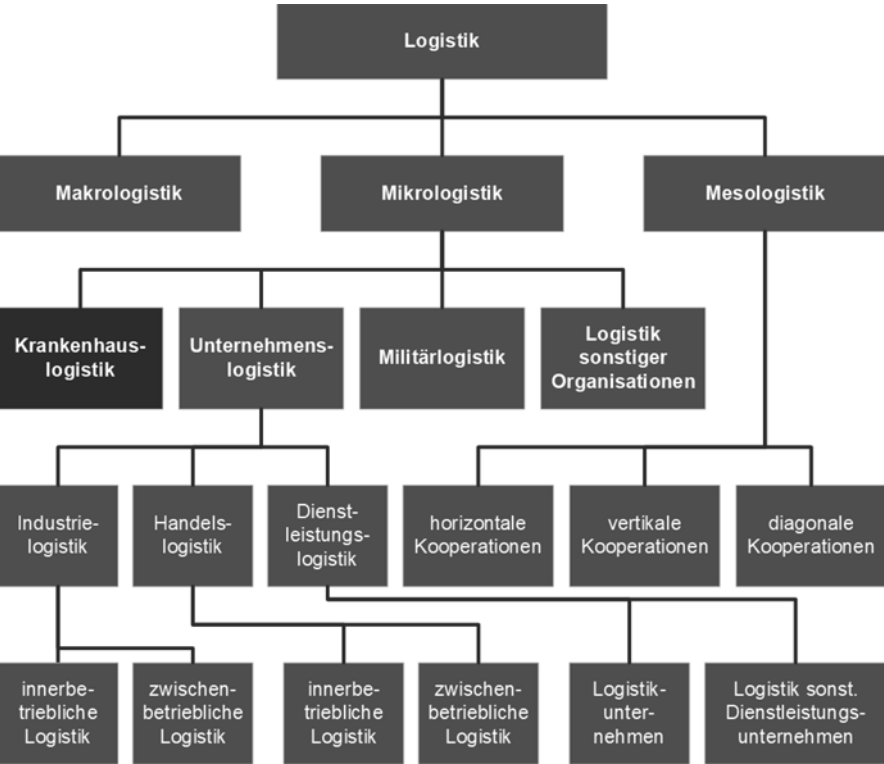 Logistik
Makrologistik
Mikrologistik
Mesologistik
Krankenhaus-
logistik
Unternehmens-
logistik
Militärlogistik
Logistik
sonstiger
Organisationen
Industrie-
logistik
Handels-
logistik
Dienst-
leistungs-
logistik
horizontale
Kooperationen
vertikale
Kooperationen
diagonale
Kooperationen
innerbe-
triebliche
Logistik
zwischen-
betriebliche
Logistik
innerbe-
triebliche
Logistik
zwischen-
betriebliche
Logistik
Logistik-
unter-
nehmen
Logistik sonst.
Dienstleistungs-
unternehmen